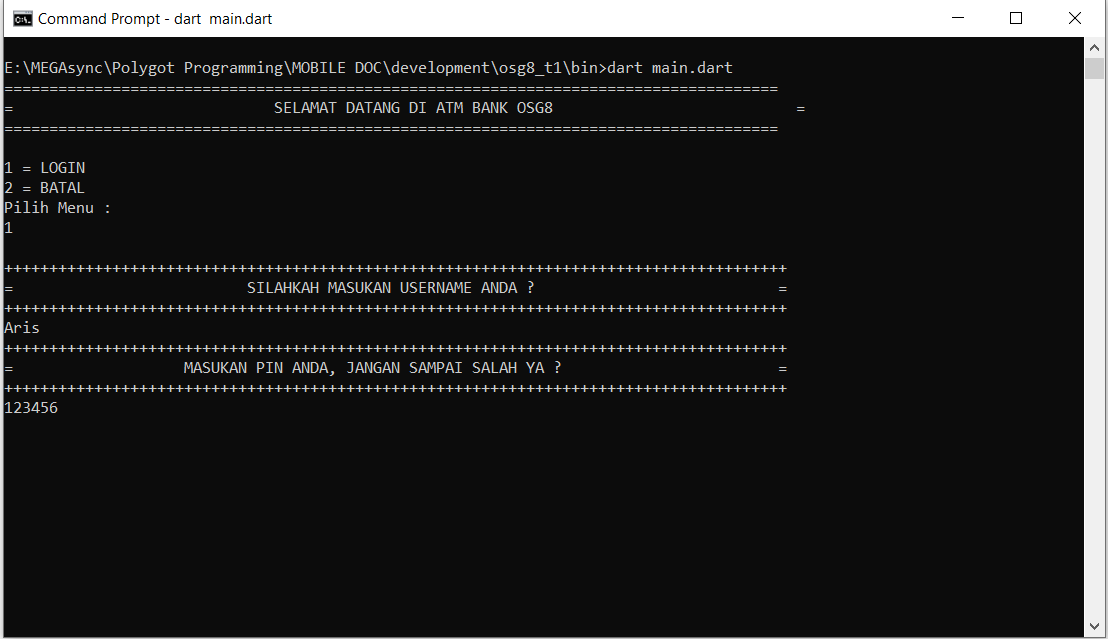 Command Prompt - dart  main.dart
E:\MEGAsync\Polygot Programming\MOBILE DOC\development\osg8_t1\bin>dart main.dart
======================================================================================
=                             SELAMAT DATANG DI ATM BANK OSG8                           =
======================================================================================
1 = LOGIN
2 = BATAL
Pilih Menu :
1
+++++++++++++++++++++++++++++++++++++++++++++++++++++++++++++++++++++++++++++++++++++++
=                          SILAHKAH MASUKAN USERNAME ANDA ?                           =
+++++++++++++++++++++++++++++++++++++++++++++++++++++++++++++++++++++++++++++++++++++++
Aris
+++++++++++++++++++++++++++++++++++++++++++++++++++++++++++++++++++++++++++++++++++++++
=                   MASUKAN PIN ANDA, JANGAN SAMPAI SALAH YA ?                        =
+++++++++++++++++++++++++++++++++++++++++++++++++++++++++++++++++++++++++++++++++++++++
123456